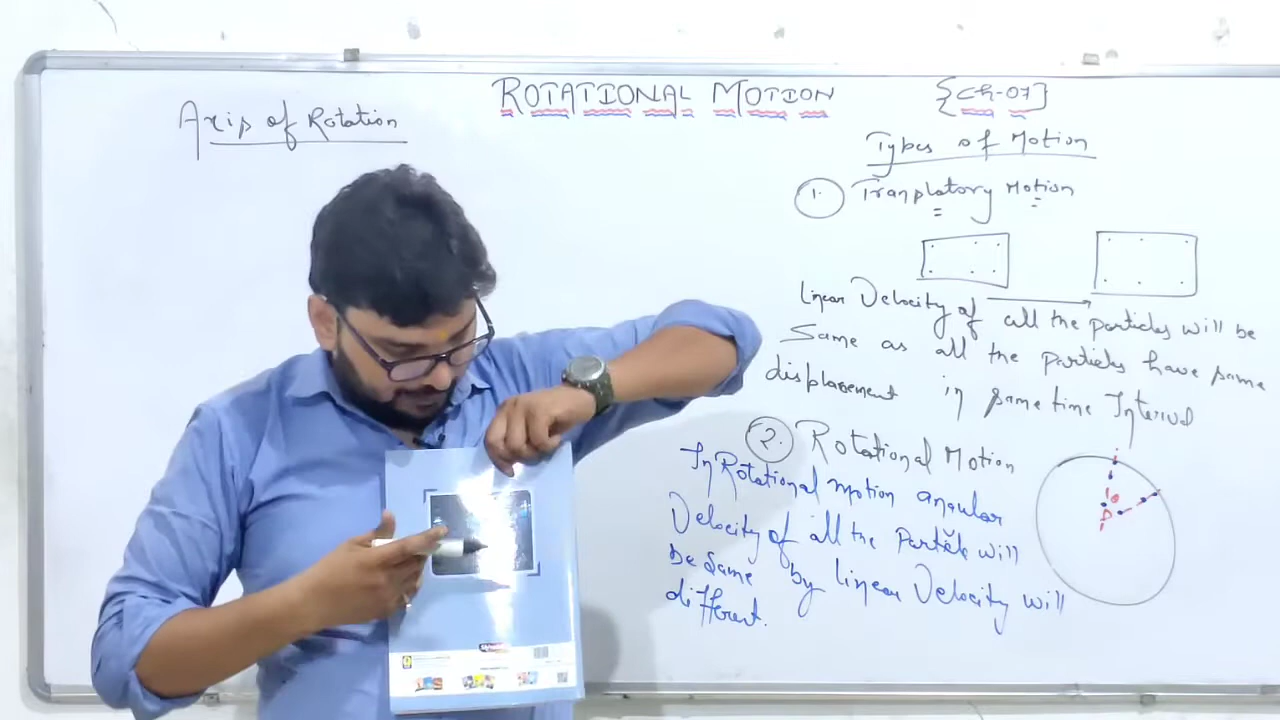 ROTATIONAL MOTION {Ch-07}
Axis of Rotation
Types of Motion
1. Translatory Motion
Linear Velocity of all the particles will be
Same as all the Particles have same
displacement in same time Interval
2. Rotational Motion
In Rotational motion angular
Velocity of all the Particle will
be same by linear Velocity will
different.